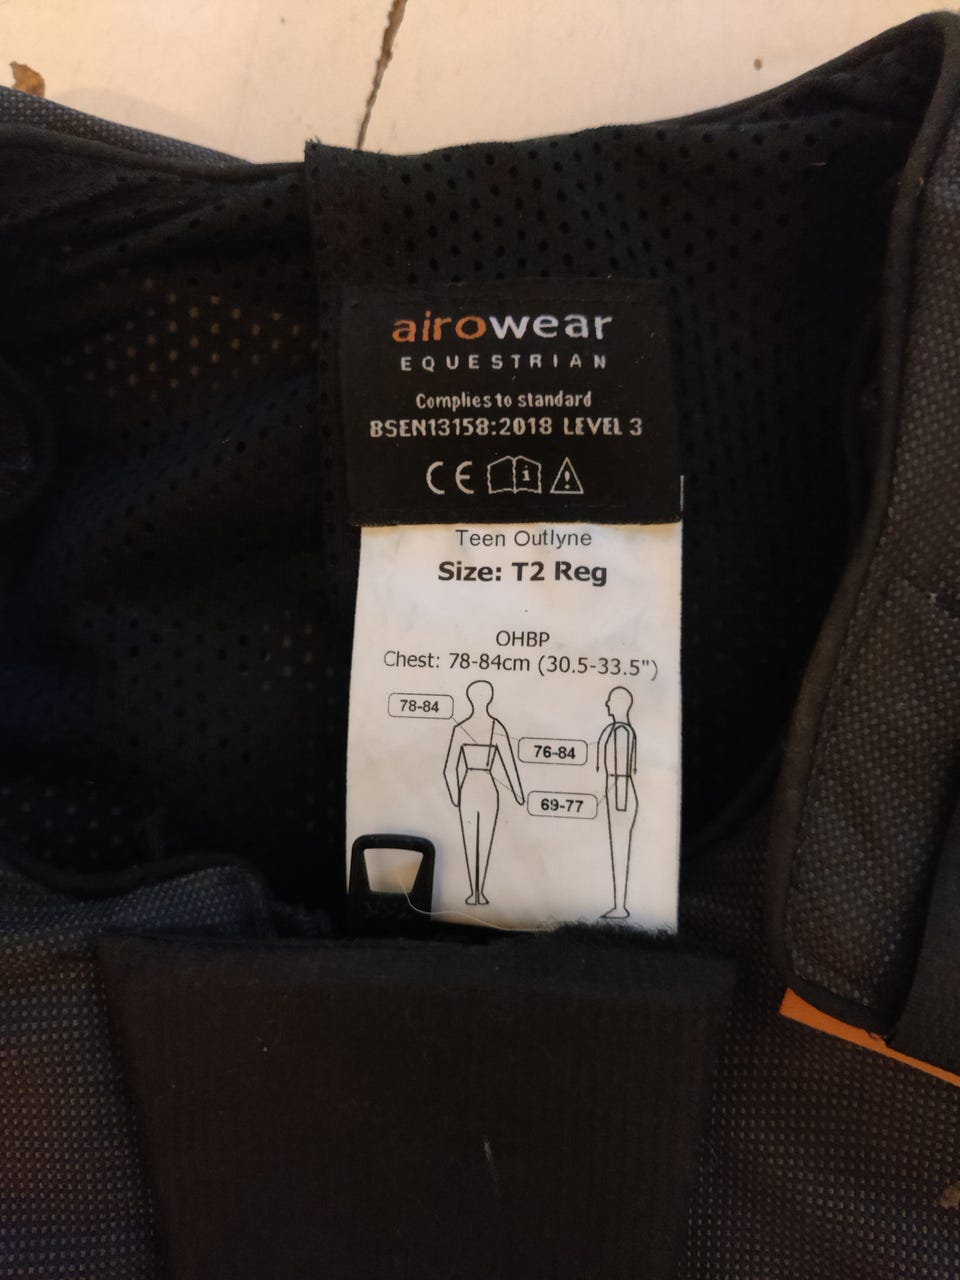 airowear
EQUESTRIAN
Complies to standard
BSEN13158:2018 LEVEL 3
CE
Teen Outlyne
Size: T2 Reg
OHBP
Chest: 78-84cm (30.5-33.5")
78-84
76-84
69-77